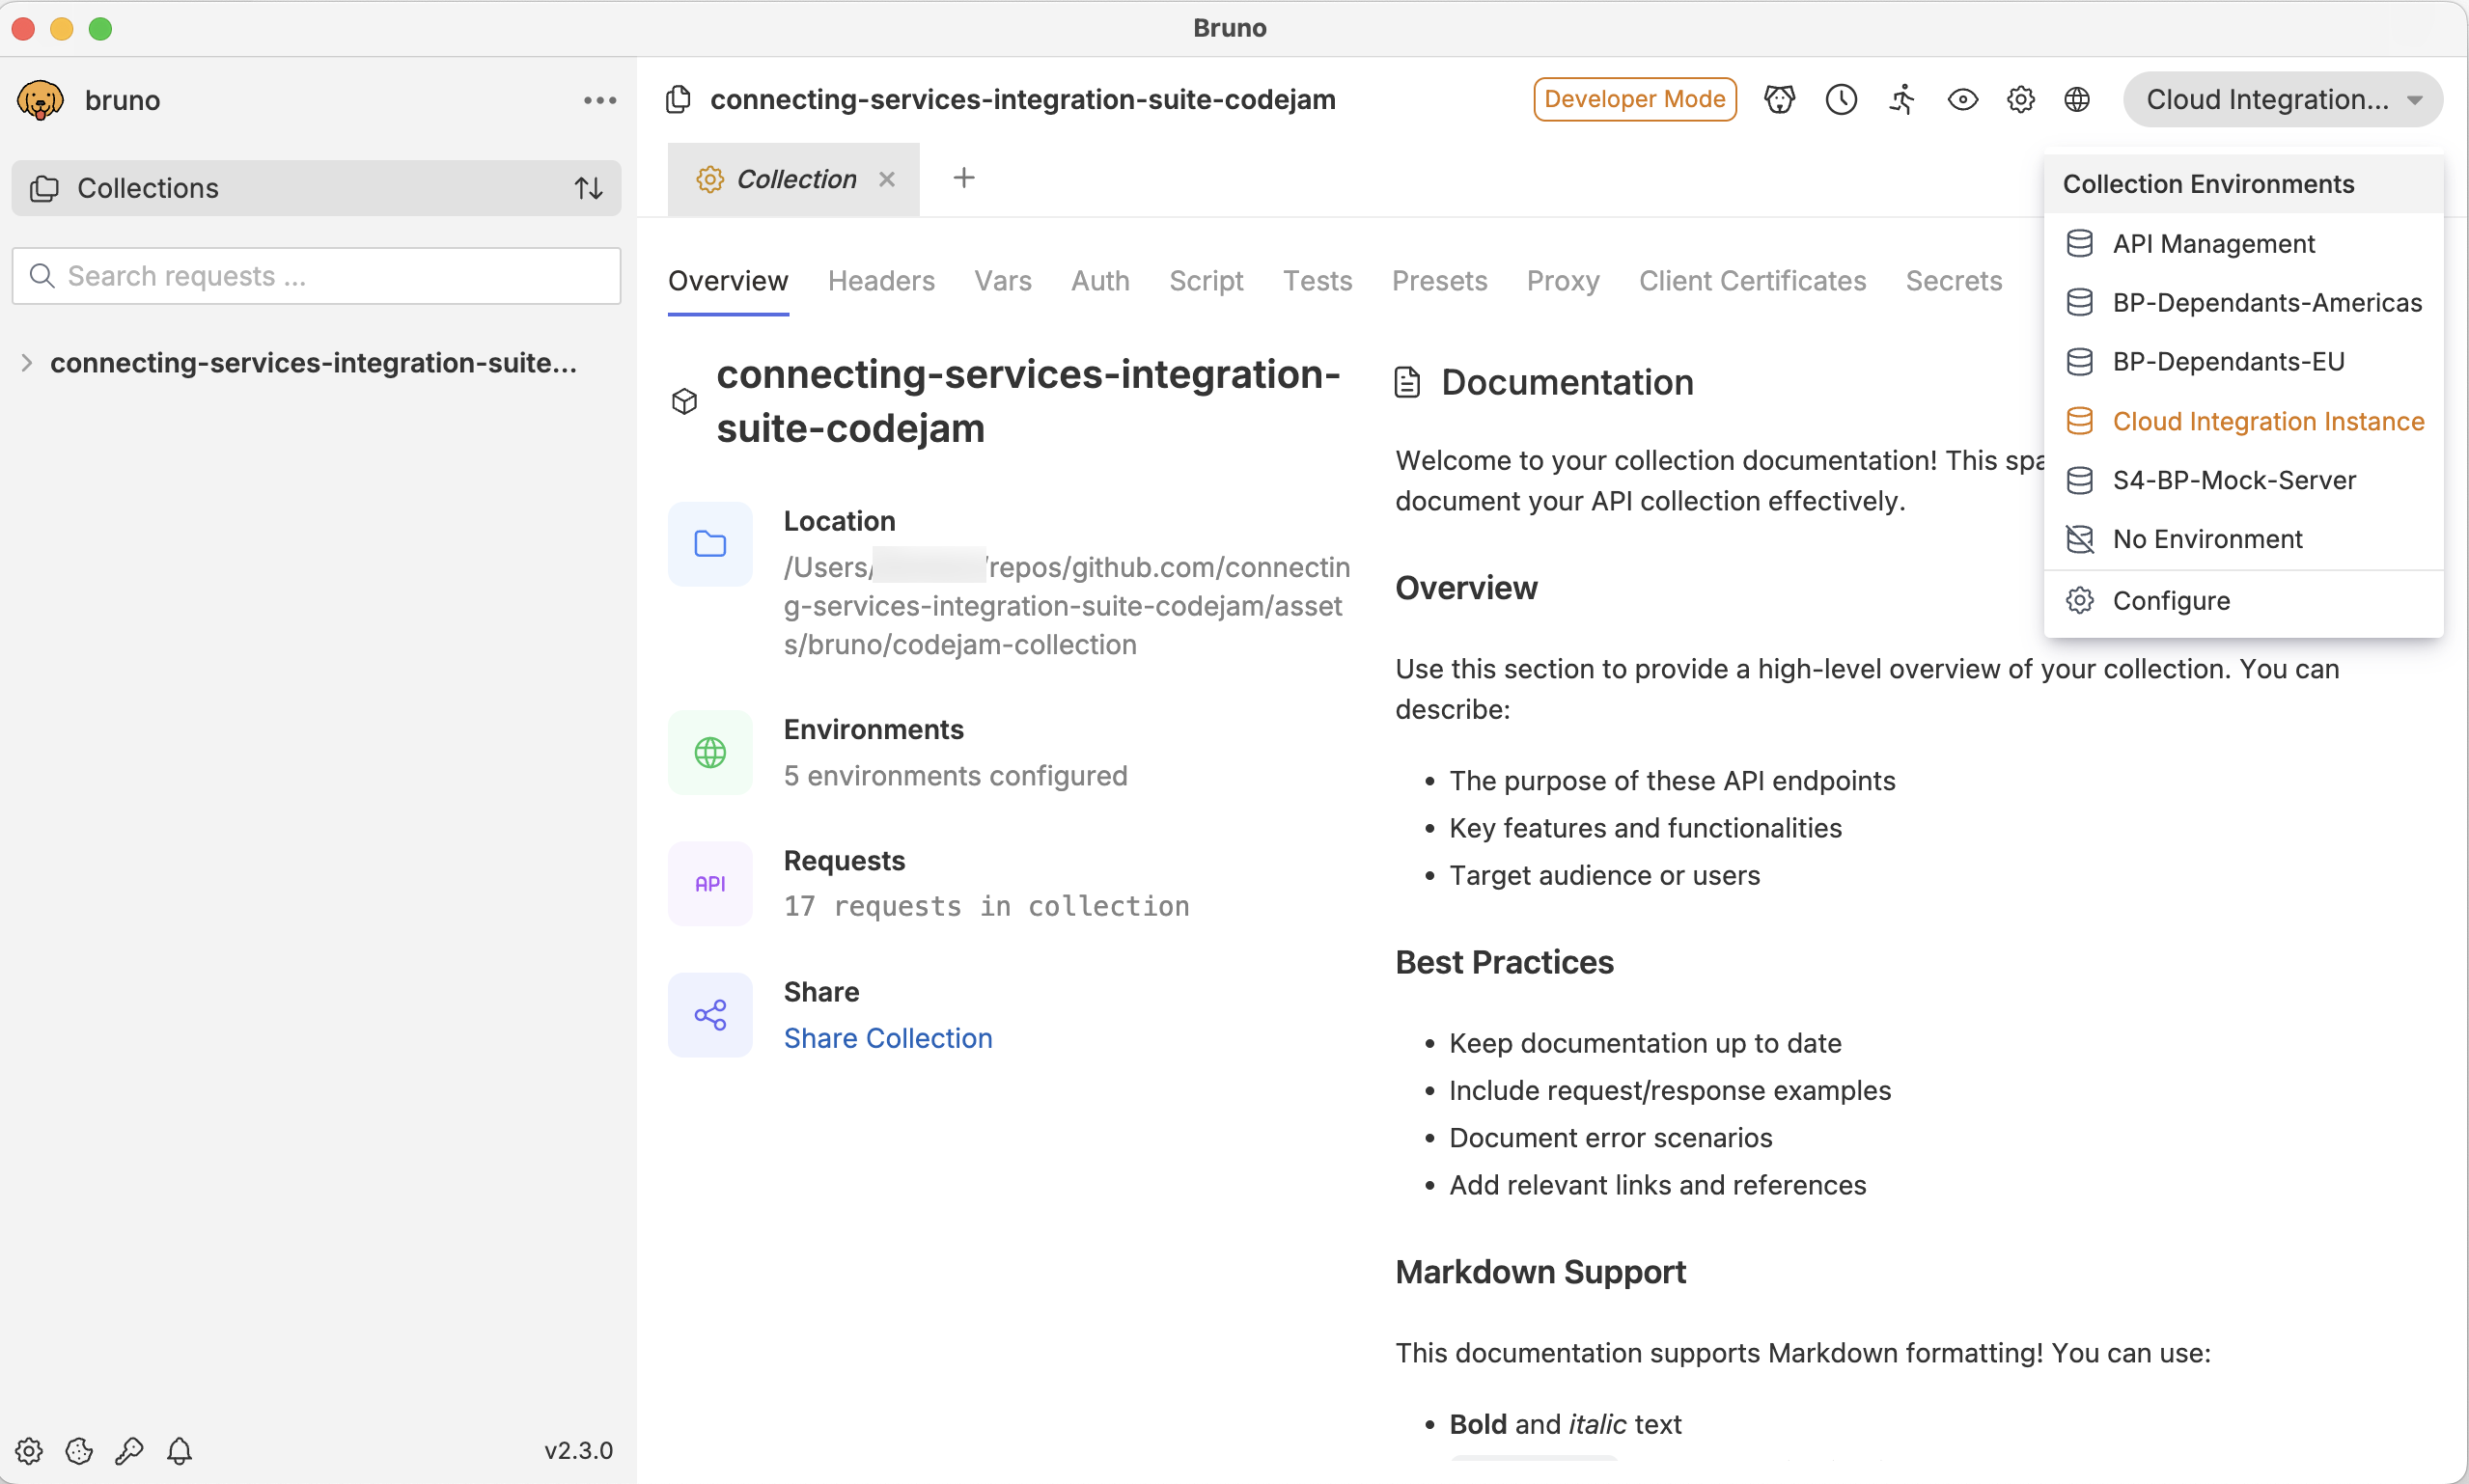 Bruno
bruno
Collections
Search requests ...
connecting-services-integration-suite...
v2.3.0
connecting-services-integration-suite-codejam
Developer Mode
Cloud Integration...
Collection
Overview Headers Vars Auth Script Tests Presets Proxy Client Certificates Secrets
connecting-services-integration-
suite-codejam
Location
/Users/ /repos/github.com/connectin
g-services-integration-suite-codejam/asset
s/bruno/codejam-collection
Environments
5 environments configured
API
Requests
17 requests in collection
Share
Share Collection
Documentation
Welcome to your collection documentation! This spa
document your API collection effectively.
Overview
Use this section to provide a high-level overview of your collection. You can
describe:
• The purpose of these API endpoints
• Key features and functionalities
• Target audience or users
Best Practices
• Keep documentation up to date
• Include request/response examples
• Document error scenarios
• Add relevant links and references
Markdown Support
This documentation supports Markdown formatting! You can use:
• Bold and italic text
Collection Environments
API Management
BP-Dependants-Americas
BP-Dependants-EU
Cloud Integration Instance
S4-BP-Mock-Server
No Environment
Configure